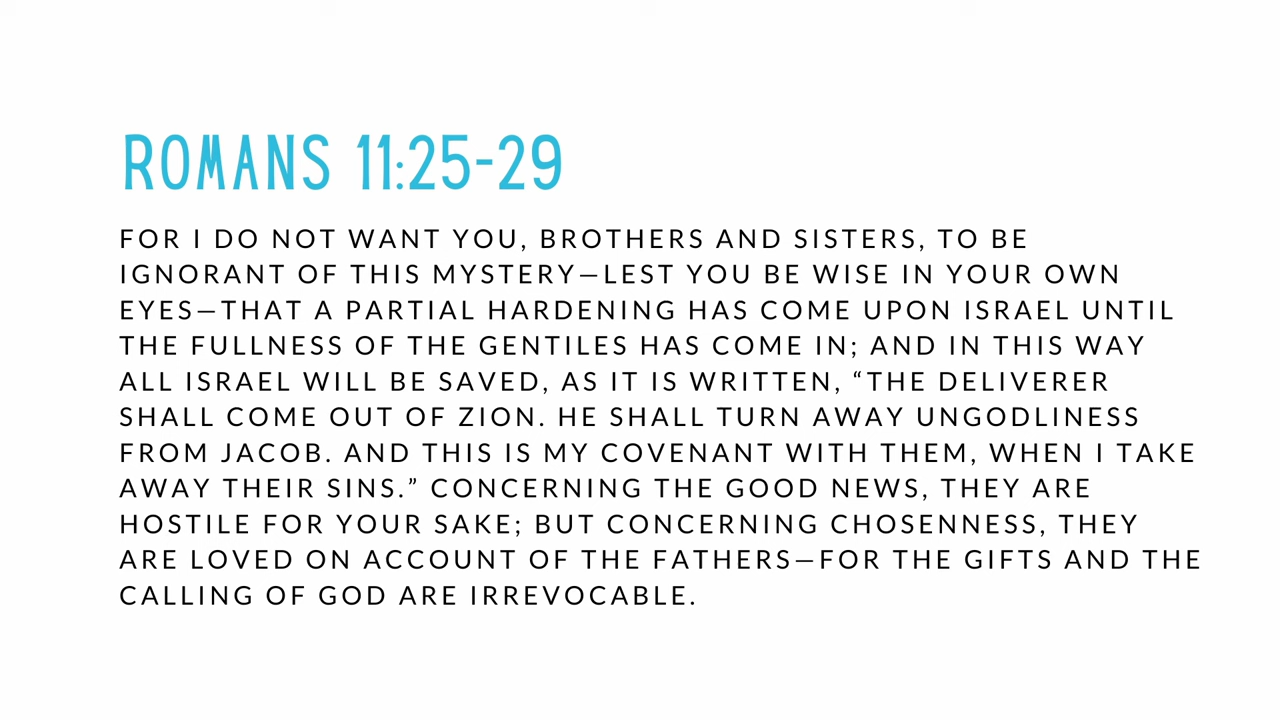 ROMANS 11:25-29
FOR I DO NOT WANT YOU, BROTHERS AND SISTERS, TO BE
IGNORANT OF THIS MYSTERY—LEST YOU BE WISE IN YOUR OWN
EYES—THAT A PARTIAL HARDENING HAS COME UPON ISRAEL UNTIL
THE FULLNESS OF THE GENTILES HAS COME IN; AND IN THIS WAY
ALL ISRAEL WILL BE SAVED, AS IT IS WRITTEN, “THE DELIVERER
SHALL COME OUT OF ZION. HE SHALL TURN AWAY UNGODLINESS
FROM JACOB. AND THIS IS MY COVENANT WITH THEM, WHEN I TAKE
AWAY THEIR SINS.” CONCERNING THE GOOD NEWS, THEY ARE
HOSTILE FOR YOUR SAKE; BUT CONCERNING CHOSENNESS, THEY
ARE LOVED ON ACCOUNT OF THE FATHERS—FOR THE GIFTS AND THE
CALLING OF GOD ARE IRREVOCABLE.